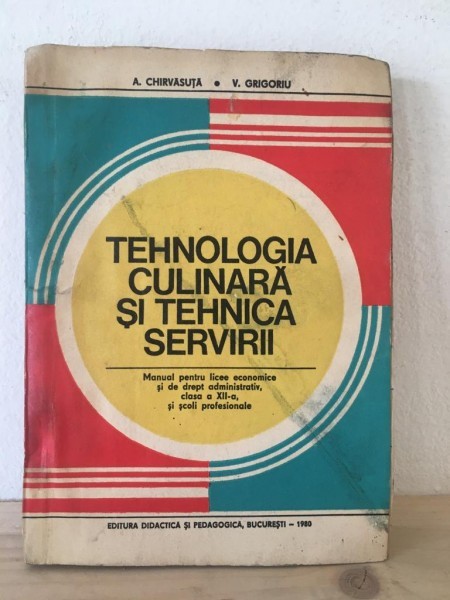 A. CHIRVĂSUȚĂ • V. GRIGORIU
TEHNOLOGIA
CULINARĂ
ȘI TEHNICA
SERVIRII
Manual pentru licee economice
și de drept administrativ,
clasa a XII-a,
și școli profesionale
EDITURA DIDACTICĂ ȘI PEDAGOGICĂ, BUCUREȘTI – 1980